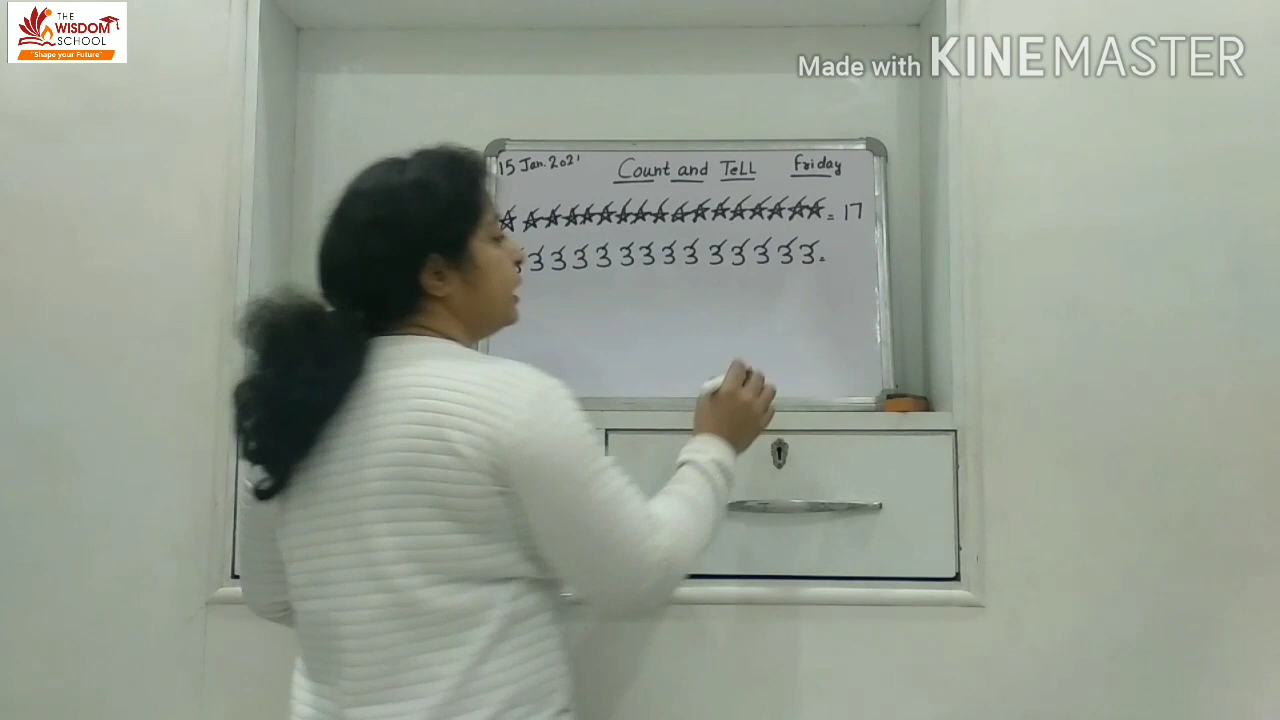 THE
WISDOM
SCHOOL
"Shape your Future"
Made with KINEMASTER
15 Jan. 2021 Count and TeLL Friday
= 17